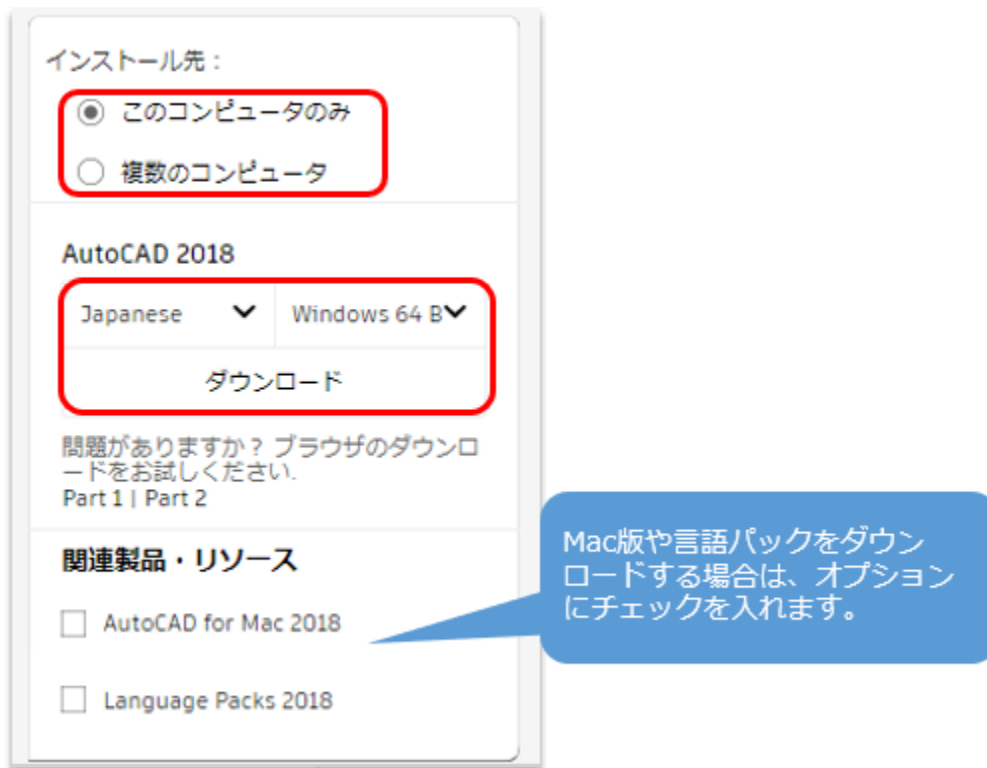 インストール先：
このコンピュータのみ
複数のコンピュータ
AutoCAD 2018
Japanese
Windows 64 B
ダウンロード
問題がありますか？ ブラウザのダウンロ
ードをお試しください.
Part 1 | Part 2
関連製品・リソース
AutoCAD for Mac 2018
Language Packs 2018
Mac版や言語パックをダウン
ロードする場合は、オプション
にチェックを入れます。